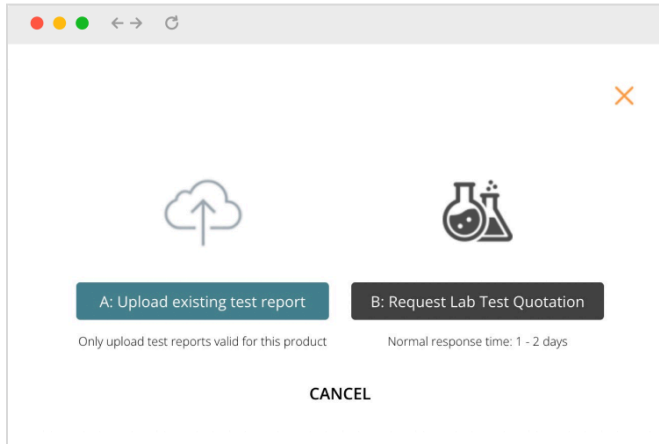 A: Upload existing test report
Only upload test reports valid for this product
B: Request Lab Test Quotation
Normal response time: 1 - 2 days
CANCEL